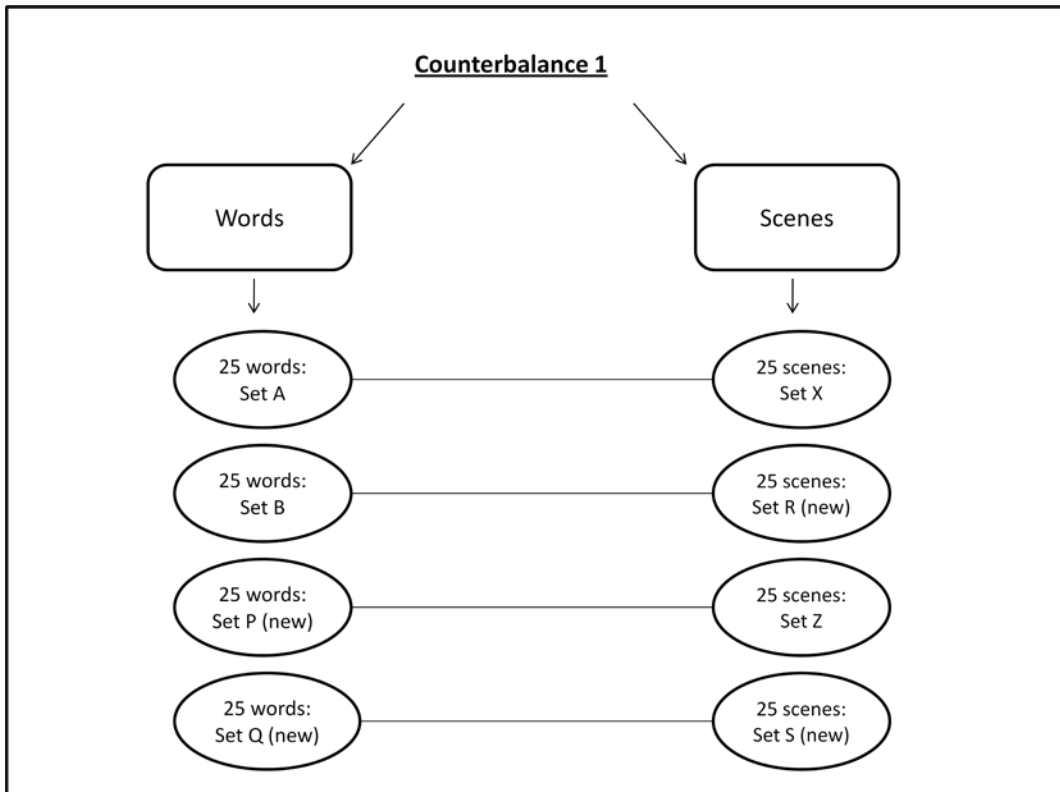 Counterbalance 1
Words
Scenes
25 words:
Set A
25 scenes:
Set X
25 words:
Set B
25 scenes:
Set R (new)
25 words:
Set P (new)
25 scenes:
Set Z
25 words:
Set Q (new)
25 scenes:
Set S (new)